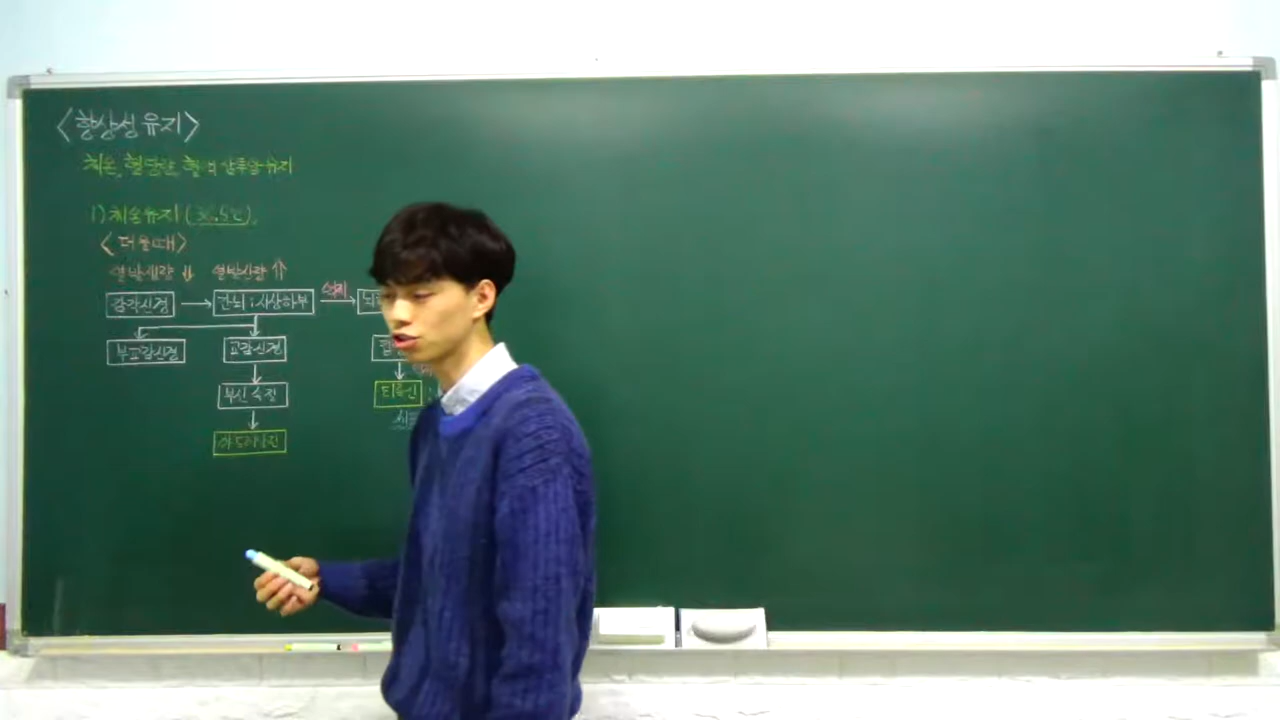 <항상성 유지>
체온, 혈당량, 혈액 삼투압 유지
1) 체온 유지 (36.5℃).
<더울때>
열발생량 ⇓ 열발산량 ⇑
감각신경 → 간뇌 : 시상하부 억제 → 뇌
부교감신경 교감신경
부신 속질 티록신 :
아드레날린